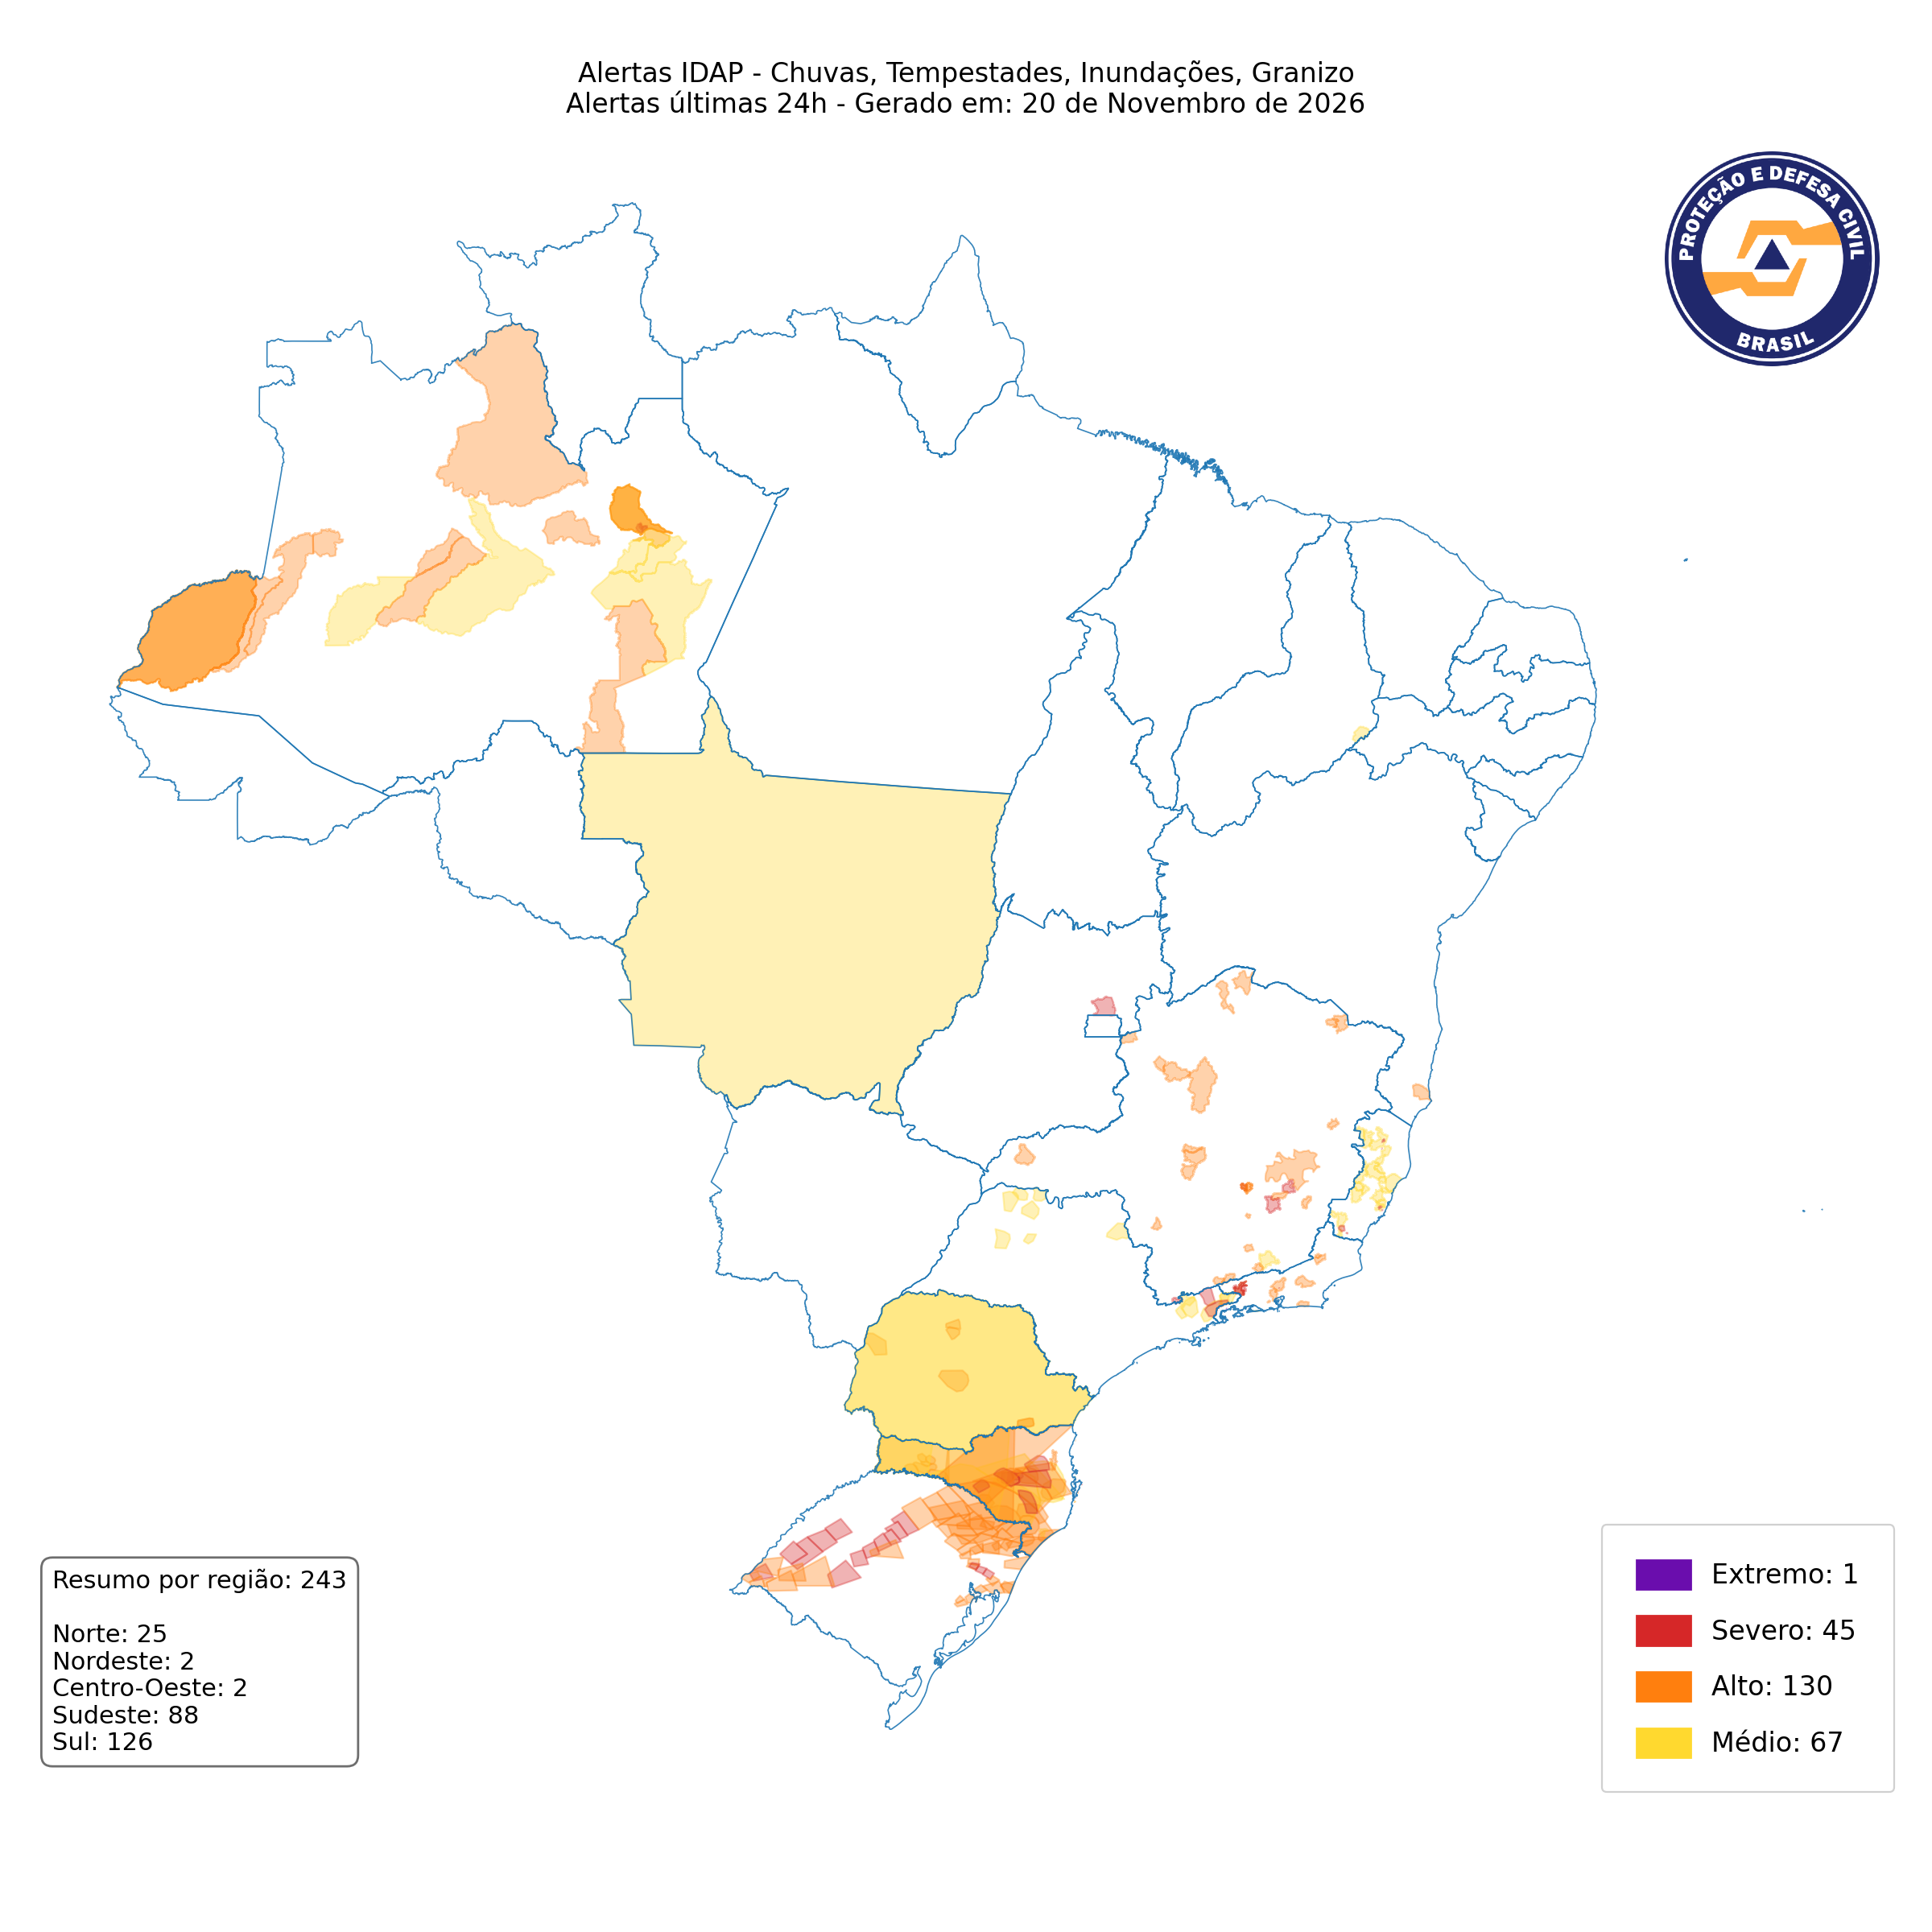 Alertas IDAP - Chuvas, Tempestades, Inundações, Granizo
Alertas últimas 24h - Gerado em: 20 de Novembro de 2026
PROTEÇÃO E DEFESA CIVIL
BRASIL
Resumo por região: 243
Norte: 25
Nordeste: 2
Centro-Oeste: 2
Sudeste: 88
Sul: 126
Extremo: 1
Severo: 45
Alto: 130
Médio: 67